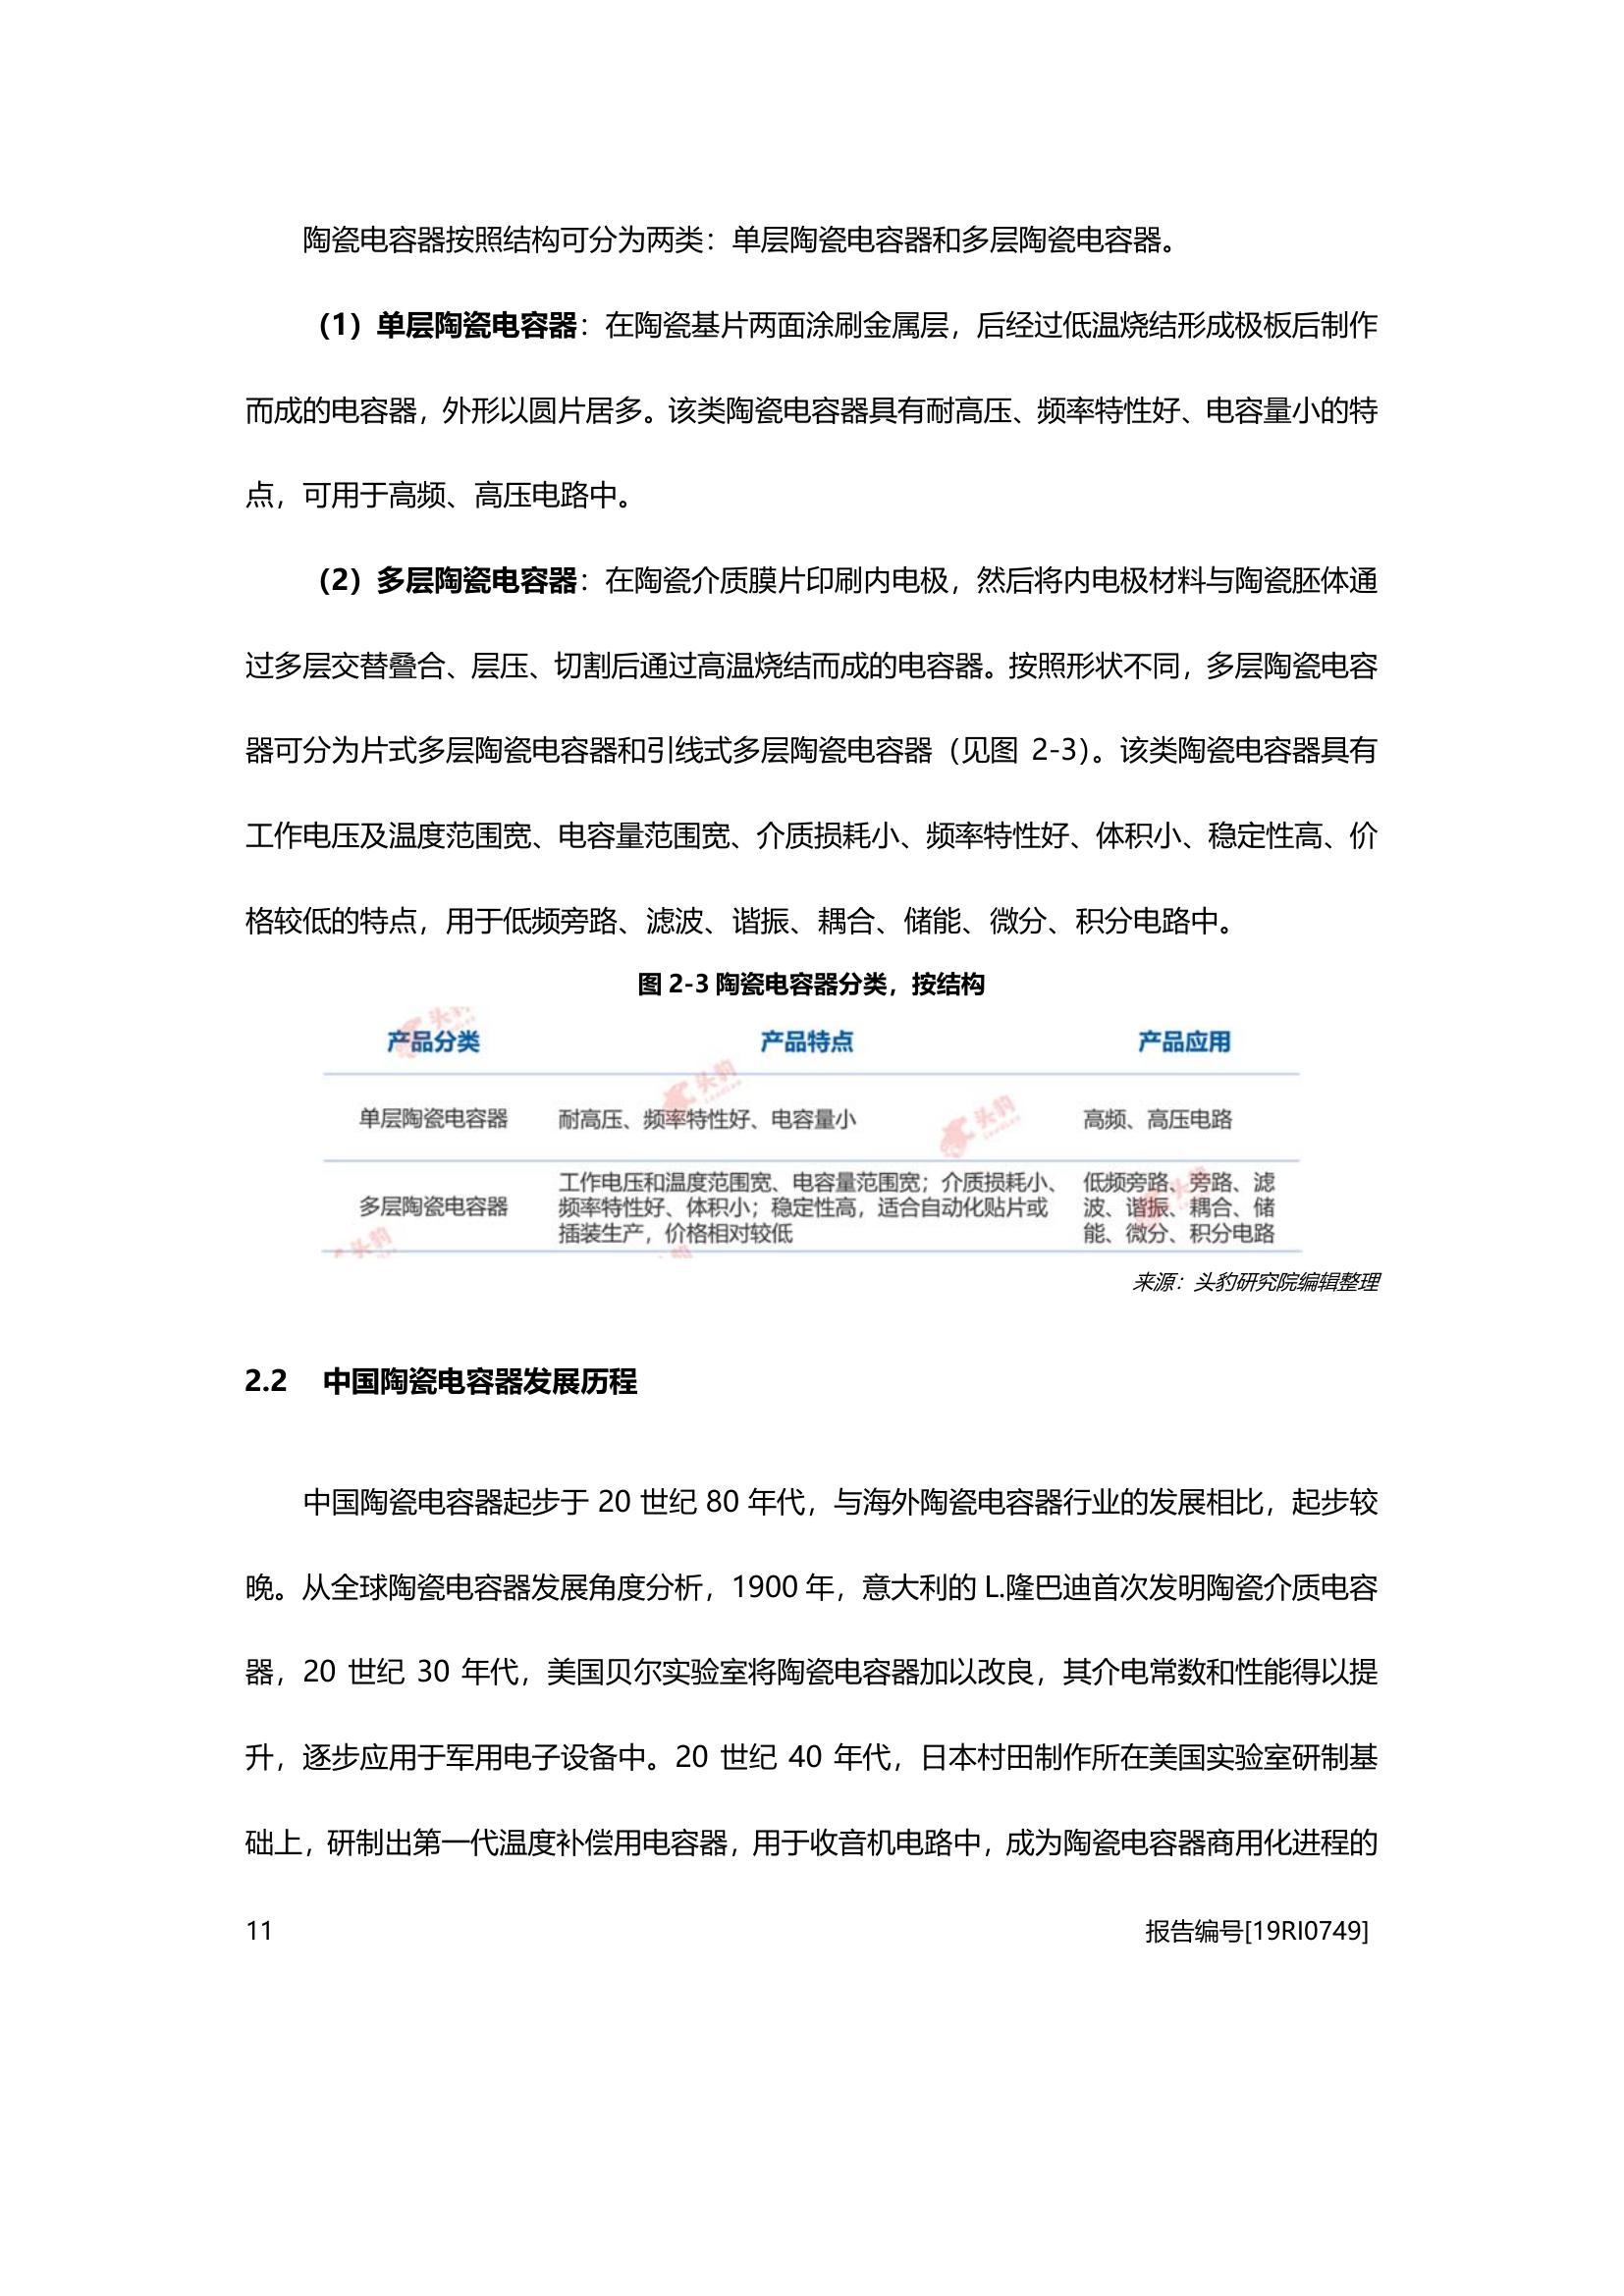 陶瓷电容器按照结构可分为两类：单层陶瓷电容器和多层陶瓷电容器。
（1）单层陶瓷电容器：在陶瓷基片两面涂刷金属层，后经过低温烧结形成极板后制作
而成的电容器，外形以圆片居多。该类陶瓷电容器具有耐高压、频率特性好、电容量小的特
点，可用于高频、高压电路中。
（2）多层陶瓷电容器：在陶瓷介质膜片印刷内电极，然后将内电极材料与陶瓷胚体通
过多层交替叠合、层压、切割后通过高温烧结而成的电容器。按照形状不同，多层陶瓷电容
器可分为片式多层陶瓷电容器和引线式多层陶瓷电容器（见图 2-3）。该类陶瓷电容器具有
工作电压及温度范围宽、电容量范围宽、介质损耗小、频率特性好、体积小、稳定性高、价
格较低的特点，用于低频旁路、滤波、谐振、耦合、储能、微分、积分电路中。
图 2-3 陶瓷电容器分类，按结构
产品分类 产品特点 产品应用
单层陶瓷电容器 耐高压、频率特性好、电容量小 高频、高压电路
多层陶瓷电容器
工作电压和温度范围宽、电容量范围宽；介质损耗小、
频率特性好、体积小；稳定性高，适合自动化贴片或
插装生产，价格相对较低
低频旁路、旁路、滤
波、谐振、耦合、储
能、微分、积分电路
头豹
头豹
头豹
头豹
头豹
来源：头豹研究院编辑整理
2.2 中国陶瓷电容器发展历程
中国陶瓷电容器起步于 20 世纪 80 年代，与海外陶瓷电容器行业的发展相比，起步较
晚。从全球陶瓷电容器发展角度分析，1900 年，意大利的 L.隆巴迪首次发明陶瓷介质电容
器，20 世纪 30 年代，美国贝尔实验室将陶瓷电容器加以改良，其介电常数和性能得以提
升，逐步应用于军用电子设备中。20 世纪 40 年代，日本村田制作所在美国实验室研制基
础上，研制出第一代温度补偿用电容器，用于收音机电路中，成为陶瓷电容器商用化进程的
11 报告编号[19RI0749]